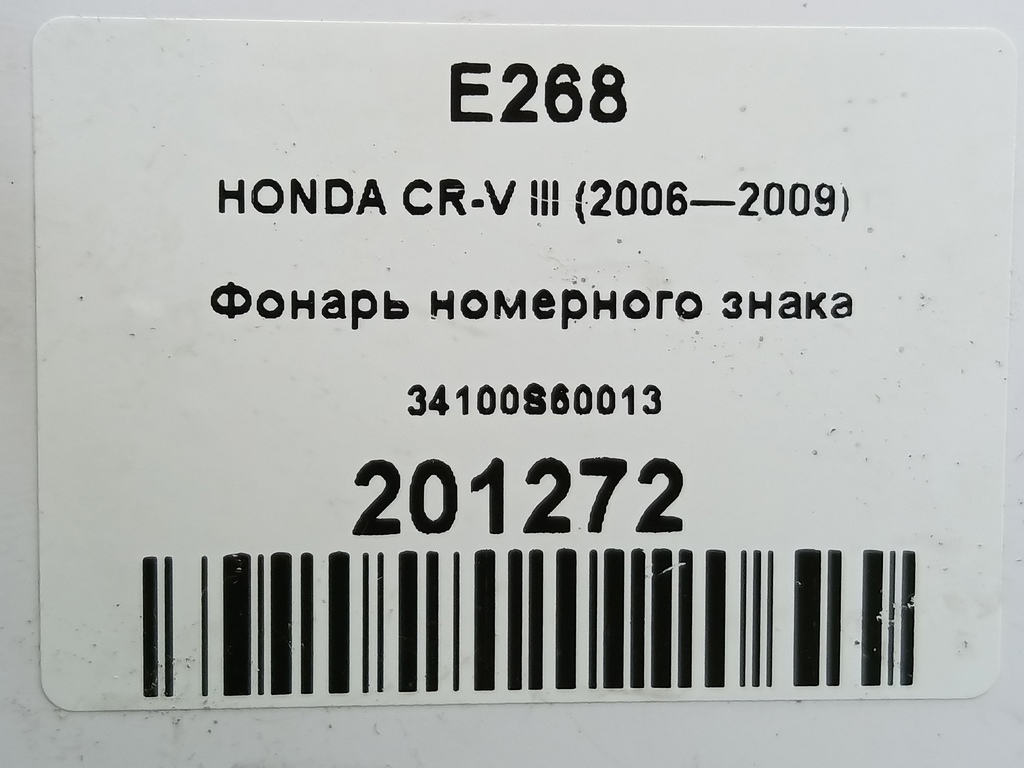 E268
HONDA CR-V III (2006—2009)
Фонарь номерного знака
34100S60013
201272